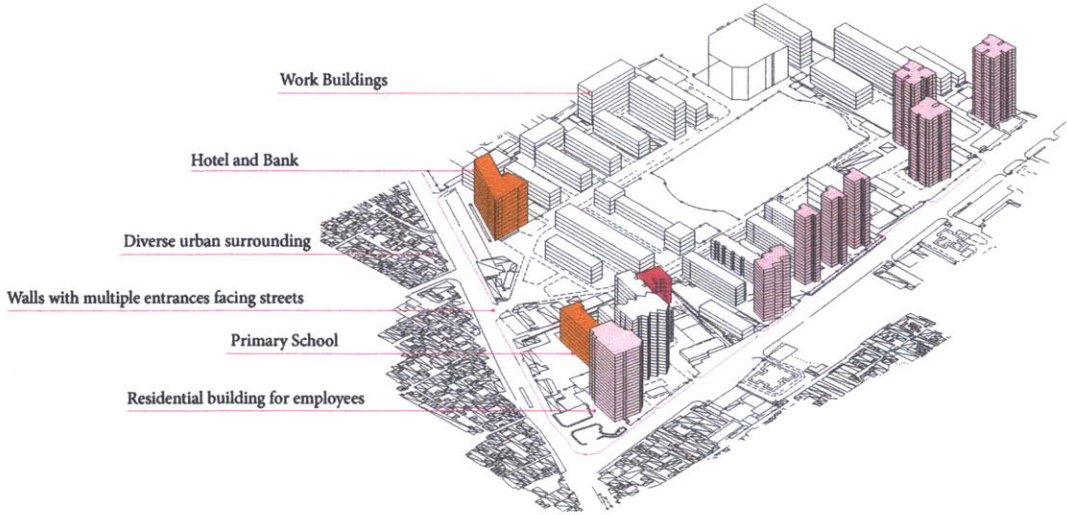 Work Buildings
Hotel and Bank
Diverse urban surrounding
Walls with multiple entrances facing streets
Primary School
Residential building for employees